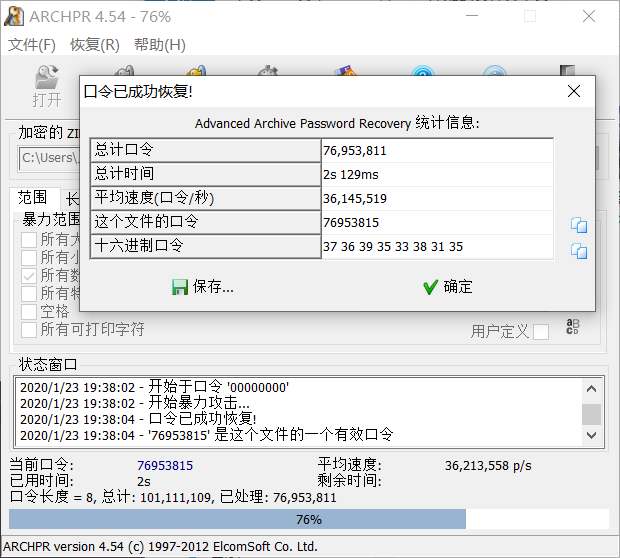 ARCHPR 4.54 - 76%
文件(F) 恢复(R) 帮助(H)
打开
口令已成功恢复!
Advanced Archive Password Recovery 统计信息:
加密的 ZI
C:\Users\
总计口令 76,953,811
总计时间 2s 129ms
平均速度(口令/秒) 36,145,519
这个文件的口令 76953815
十六进制口令 37 36 39 35 33 38 31 35
保存... 确定
范围 长
暴力范围
所有大
所有小
所有数
所有特
空格
所有可打印字符
用户定义
状态窗口
2020/1/23 19:38:02 - 开始于口令 '00000000'
2020/1/23 19:38:02 - 开始暴力攻击...
2020/1/23 19:38:04 - 口令已成功恢复!
2020/1/23 19:38:04 - '76953815' 是这个文件的一个有效口令
当前口令: 76953815 平均速度: 36,213,558 p/s
已用时间: 2s 剩余时间:
口令长度 = 8, 总计: 101,111,109, 已处理: 76,953,811
76%
ARCHPR version 4.54 (c) 1997-2012 ElcomSoft Co. Ltd.